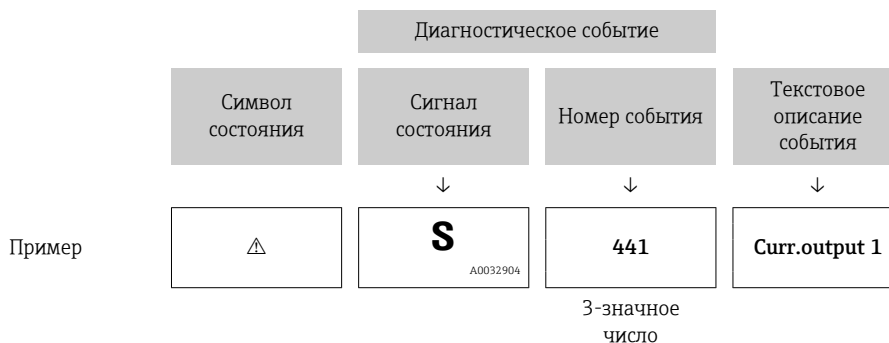 Диагностическое событие
Символ
состояния
Сигнал
состояния
Номер события
Текстовое
описание
события
↓ ↓ ↓
Пример ⚠ S 441 Curr.output 1
A0032904
3-значное
число